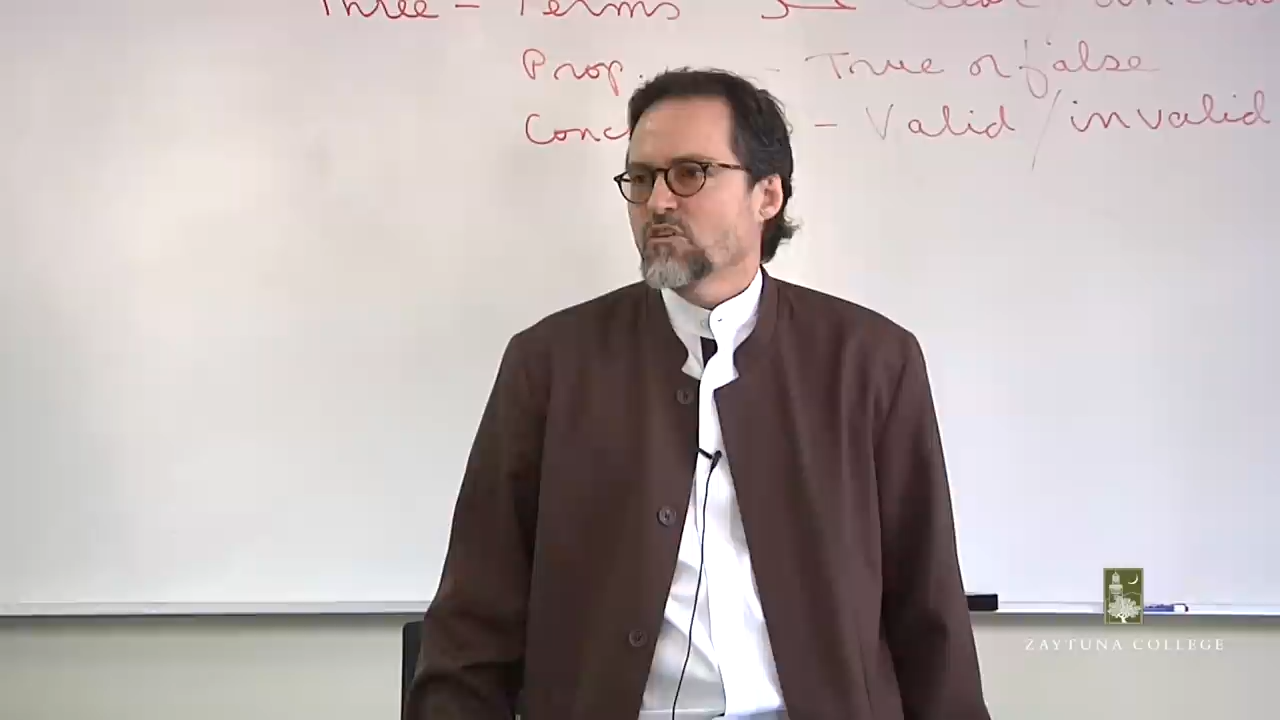 Three - Terms
Prop. - True or false
Conc - Valid / invalid
ZAYTUNA COLLEGE